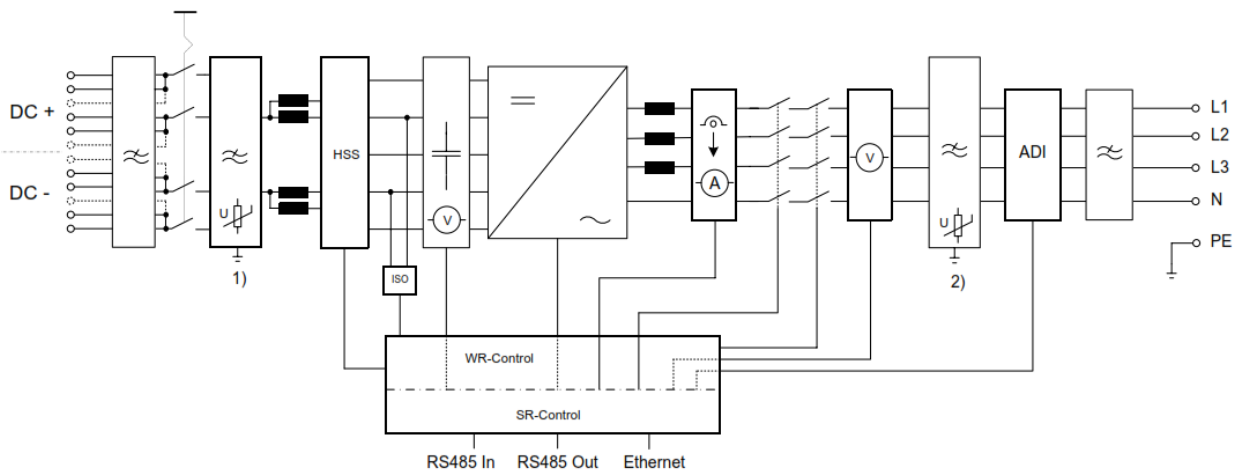 DC +
DC -
U
1)
HSS
ISO
V
A
V
U
2)
ADI
L1
L2
L3
N
PE
WR-Control
SR-Control
RS485 In
RS485 Out
Ethernet